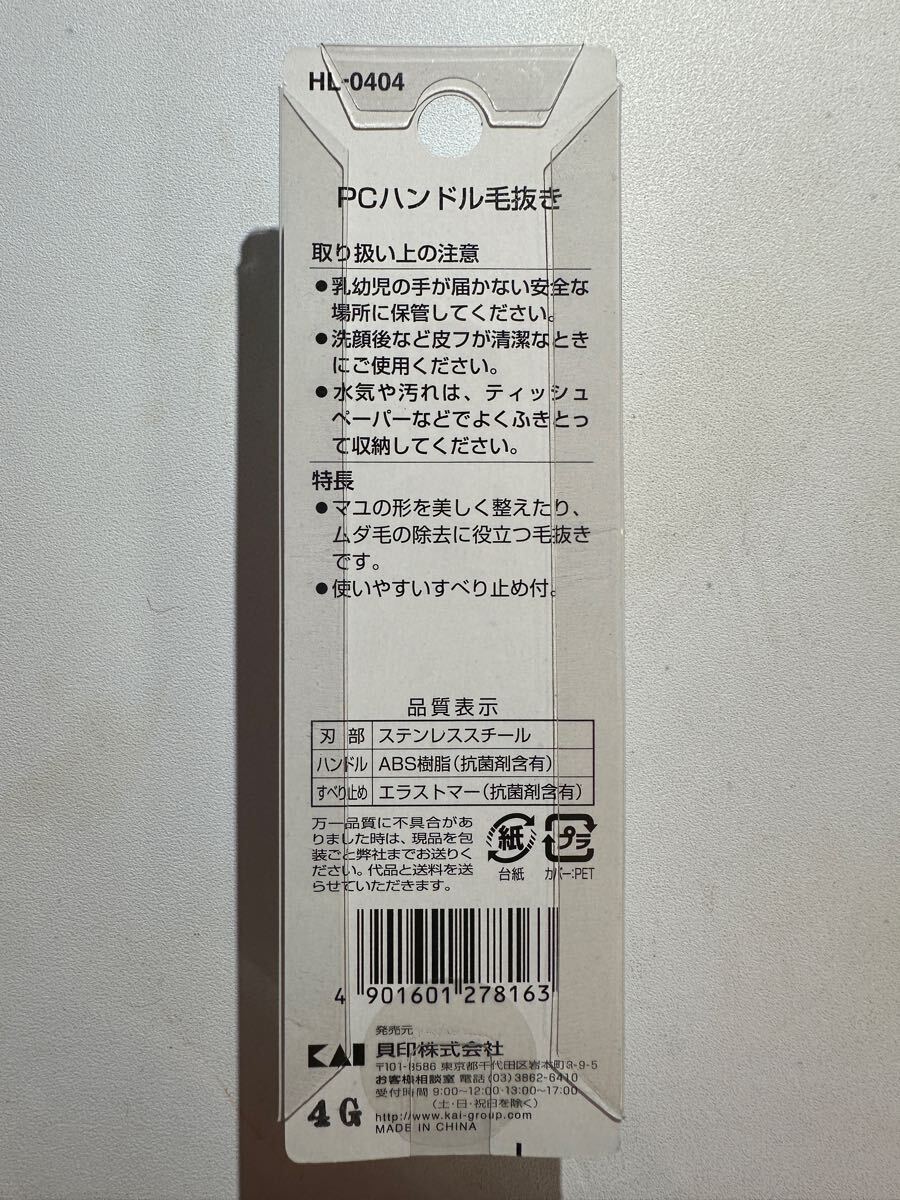 HL-0404
PCハンドル毛抜き
取り扱い上の注意
●乳幼児の手が届かない安全な
場所に保管してください。
●洗顔後など皮フが清潔なとき
にご使用ください。
●水気や汚れは、ティッシュ
ペーパーなどでよくふきとっ
て収納してください。
特長
●マユの形を美しく整えたり、
ムダ毛の除去に役立つ毛抜き
です。
●使いやすいすべり止め付。
品質表示
刃部 ステンレススチール
ハンドル ABS樹脂(抗菌剤含有)
すべり止め エラストマー(抗菌剤含有)
万一品質に不具合があ
りました時は、現品を包
装ごと弊社までお送りく
ださい。代品と送料を送
らせていただきます。
紙 プラ
台紙 カバー:PET
4 901601 278163
発売元
KAI 貝印株式会社
〒101-8586 東京都千代田区岩本町3-9-5
お客様相談室 電話(03)3862-6410
受付時間 9:00~12:00・13:00~17:00
(土・日・祝日を除く)
4G http://www.kai-group.com
MADE IN CHINA